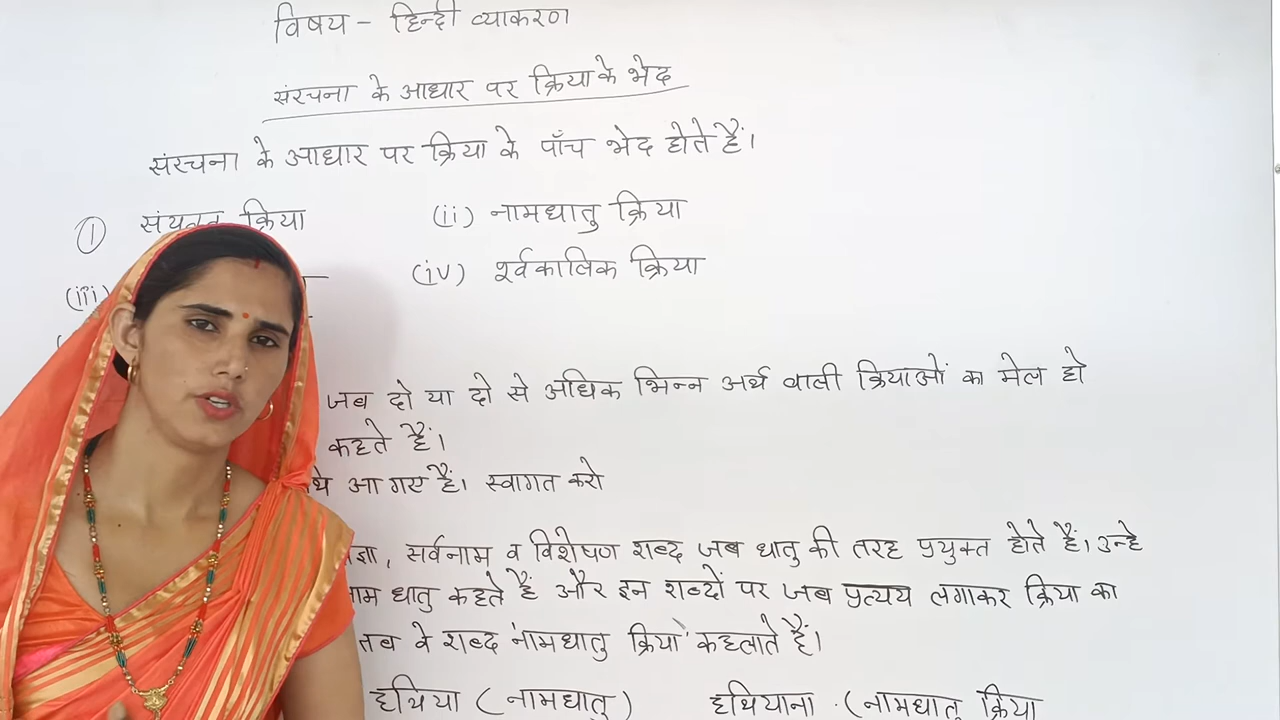 विषय - हिन्दी व्याकरण
संरचना के आधार पर क्रिया के भेद
संरचना के आधार पर क्रिया के पाँच भेद होते हैं।
① संयुक्त क्रिया (ii) नामधातु क्रिया
(iii) (iv) पूर्वकालिक क्रिया
जब दो या दो से अधिक भिन्न अर्थ वाली क्रियाओं का मेल हो
कहते हैं।
आ गए हैं। स्वागत करो
, सर्वनाम व विशेषण शब्द जब धातु की तरह प्रयुक्त होते हैं। उन्हे
धातु कहते हैं और इन शब्दों पर जब प्रत्यय लगाकर क्रिया का
तब वे शब्द 'नामधातु क्रिया' कहलाते हैं।
हथिया (नामधातु) हथियाना (नामधातु क्रिया